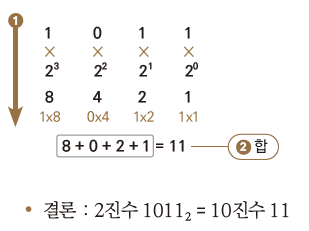 1
1 0 1 1
× × × ×
2³ 2² 2¹ 2⁰
8 4 2 1
1x8 0x4 1x2 1x1
8 + 0 + 2 + 1 = 11 2 합
• 결론 : 2진수 1011₂ = 10진수 11